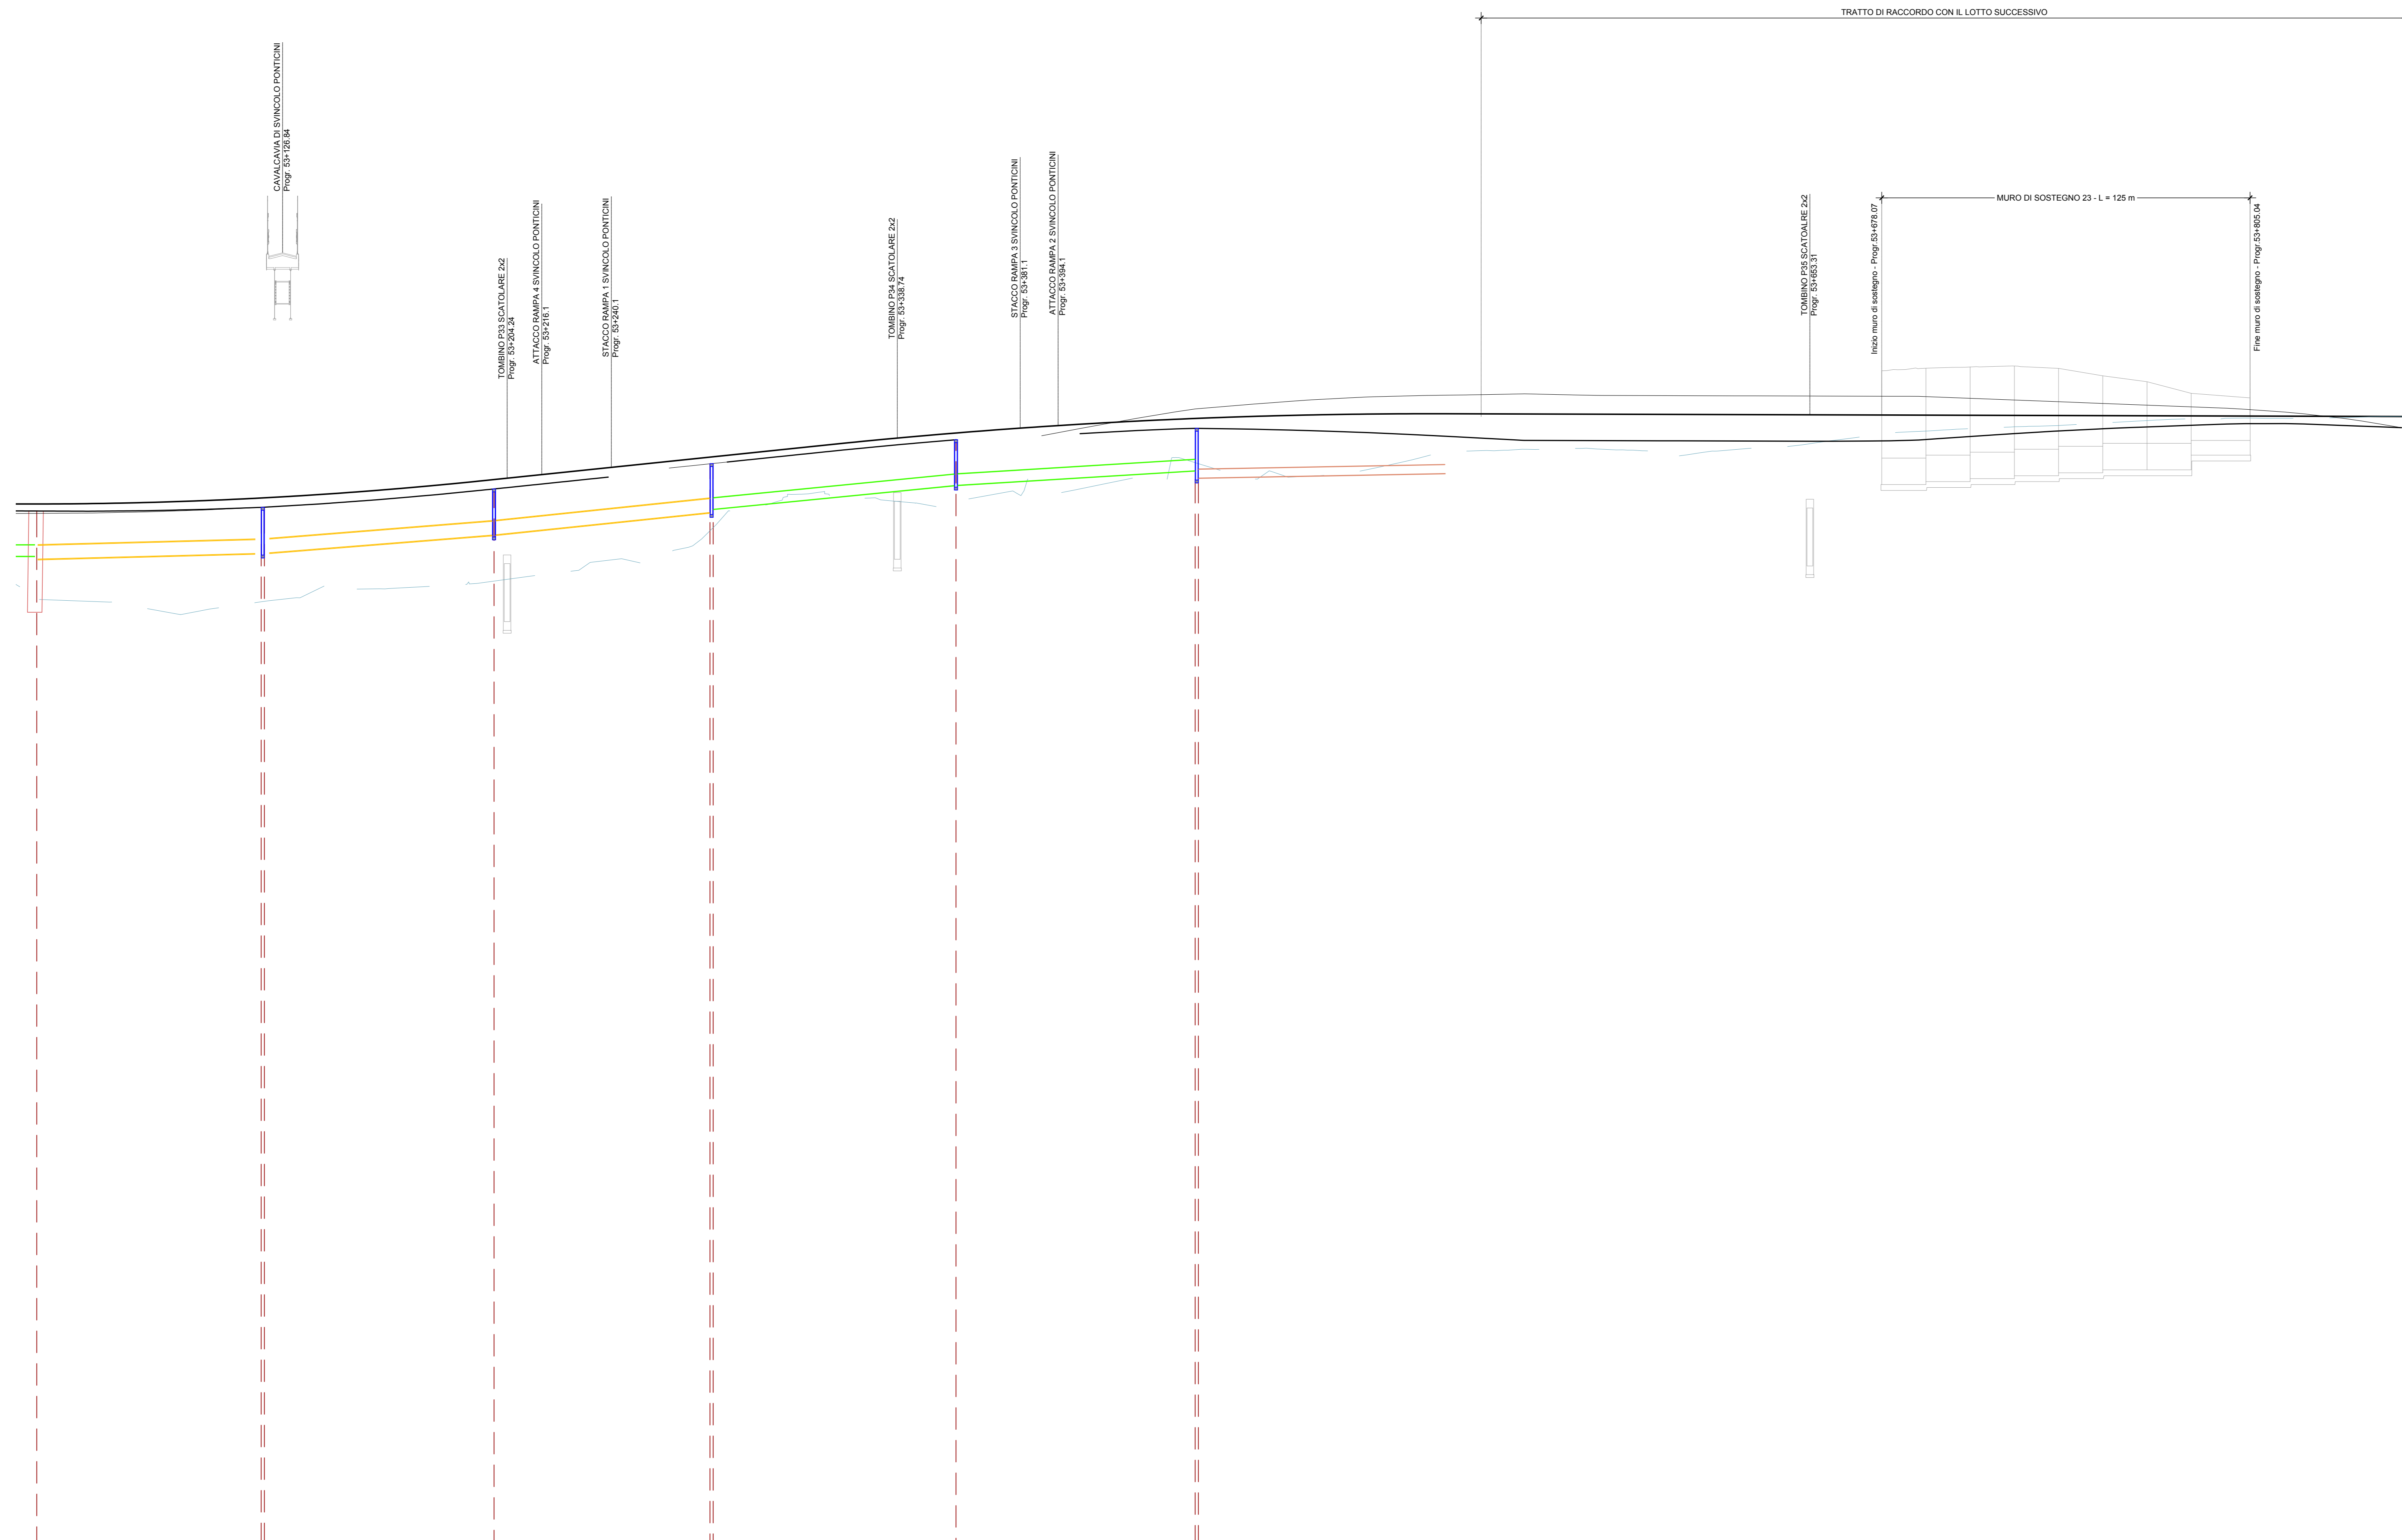 TRATTO DI RACCORDO CON IL LOTTO SUCCESSIVO
CAVALCAVIA DI SVINCOLO PONTICINI
Progr. 53+126.84
TOMBINO P33 SCATOLARE 2x2
Progr. 53+204.24
ATTACCO RAMPA 4 SVINCOLO PONTICINI
Progr. 53+216.1
STACCO RAMPA 1 SVINCOLO PONTICINI
Progr. 53+240.1
TOMBINO P34 SCATOLARE 2x2
Progr. 53+338.74
STACCO RAMPA 3 SVINCOLO PONTICINI
Progr. 53+381.1
ATTACCO RAMPA 2 SVINCOLO PONTICINI
Progr. 53+394.1
TOMBINO P35 SCATOALRE 2x2
Progr. 53+653.31
Inizio muro di sostegno - Progr.53+678.07
MURO DI SOSTEGNO 23 - L = 125 m
Fine muro di sostegno - Progr.53+805.04